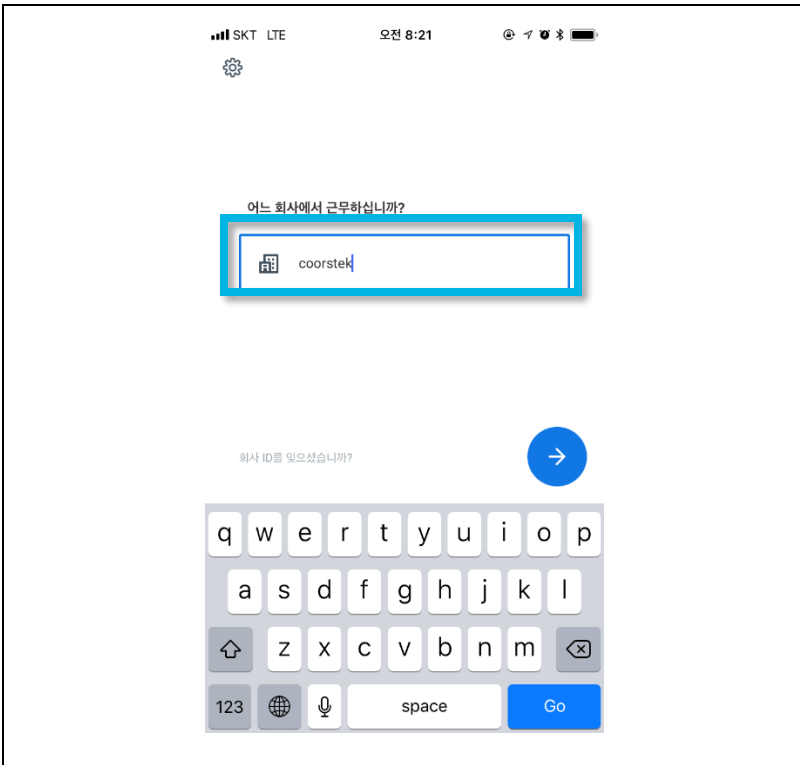 SKT LTE 오전 8:21
어느 회사에서 근무하십니까?
coorstek
회사 ID를 잊으셨습니까?
q w e r t y u i o p
a s d f g h j k l
z x c v b n m
123 space Go